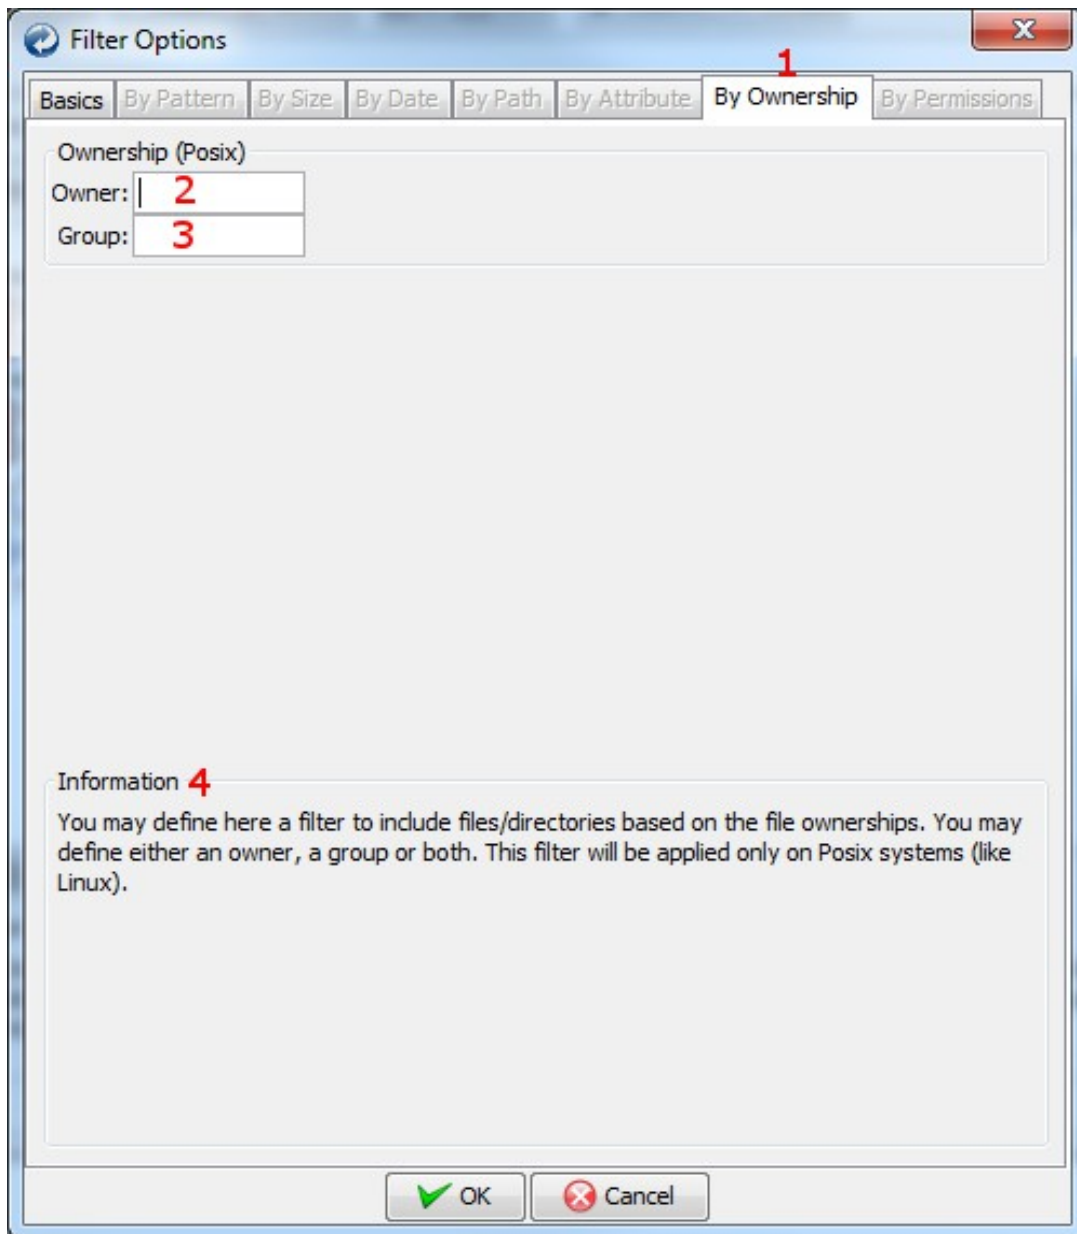 Filter Options
1
Basics By Pattern By Size By Date By Path By Attribute By Ownership By Permissions
Ownership (Posix)
Owner: 2
Group: 3
Information 4
You may define here a filter to include files/directories based on the file ownerships. You may
define either an owner, a group or both. This filter will be applied only on Posix systems (like
Linux).
OK Cancel